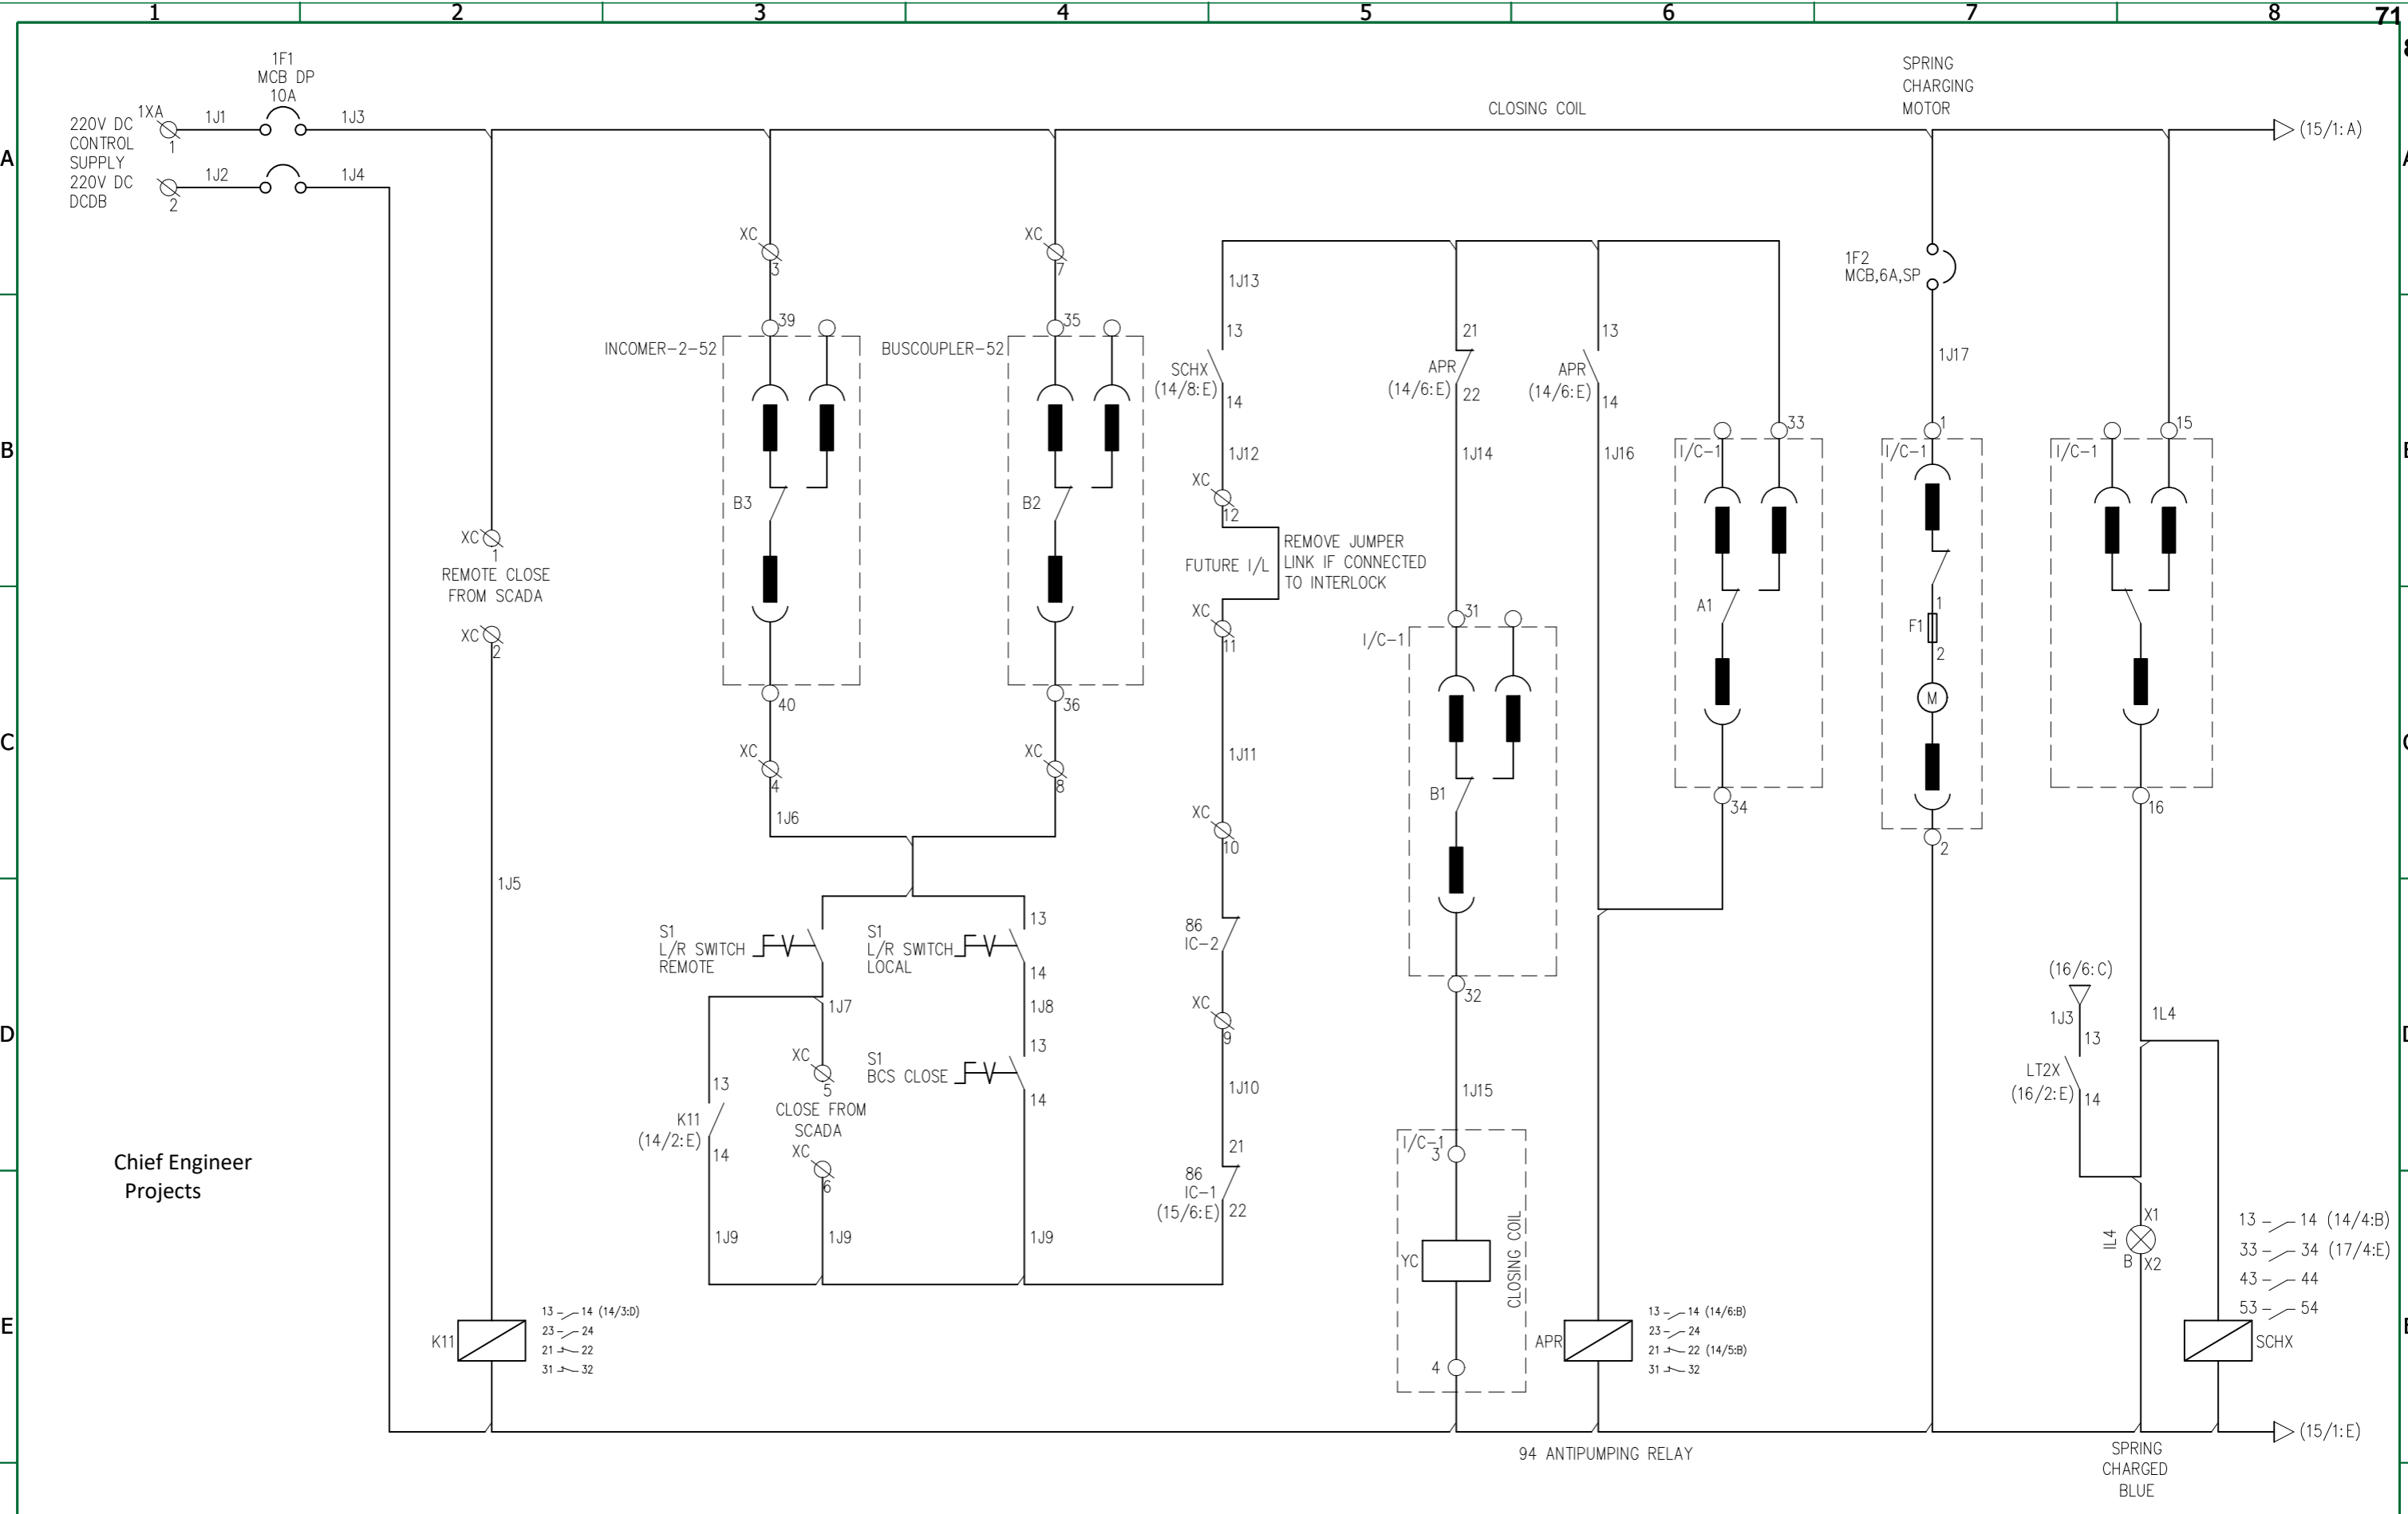 1
2
3
4
5
6
7
8
71
A
B
C
D
E
1F1
MCB DP
10A
1XA
1J1
1J3
220V DC
CONTROL
SUPPLY
220V DC
DCDB
1
1J2
1J4
2
CLOSING COIL
SPRING
CHARGING
MOTOR
(15/1:A)
XC
3
XC
7
1F2
MCB,6A,SP
1J13
39
INCOMER-2-52
35
BUSCOUPLER-52
13
SCHX
(14/8:E)
14
21
APR
(14/6:E)
22
13
APR
(14/6:E)
14
1J17
1J12
1J14
1J16
33
I/C-1
1
I/C-1
15
I/C-1
B3
B2
XC
12
XC
1
REMOTE CLOSE
FROM SCADA
XC
2
FUTURE I/L
REMOVE JUMPER
LINK IF CONNECTED
TO INTERLOCK
XC
11
31
I/C-1
A1
1
F1
2
M
40
36
XC
4
XC
8
1J11
B1
34
16
2
1J6
XC
10
1J5
S1
L/R SWITCH
REMOTE
S1
L/R SWITCH
LOCAL
13
14
86
IC-2
1J7
1J8
32
XC
9
(16/6:C)
1J3
1L4
13
LT2X
(16/2:E)
14
XC
5
CLOSE FROM
SCADA
XC
6
S1
BCS CLOSE
13
14
1J10
1J15
13
K11
(14/2:E)
14
21
86
IC-1
(15/6:E)
22
I/C-1
3
Chief Engineer
Projects
1J9
1J9
1J9
YC
CLOSING COIL
4
X1
IL4
B
X2
13 14 (14/4:B)
33 34 (17/4:E)
43 44
53 54
SCHX
K11
13 14 (14/3:D)
23 24
21 22
31 32
APR
13 14 (14/6:B)
23 24
21 22 (14/5:B)
31 32
(15/1:E)
94 ANTIPUMPING RELAY
SPRING
CHARGED
BLUE